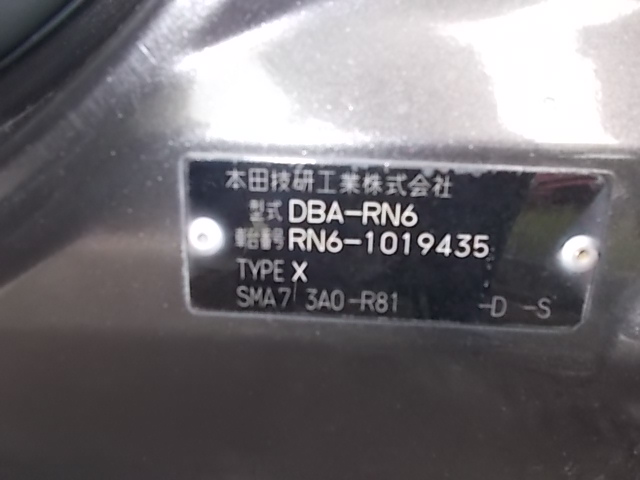 本田技研工業株式会社
型式 DBA-RN6
車台番号 RN6-1019435
TYPE X
SMA7 3A0-R81 -D -S